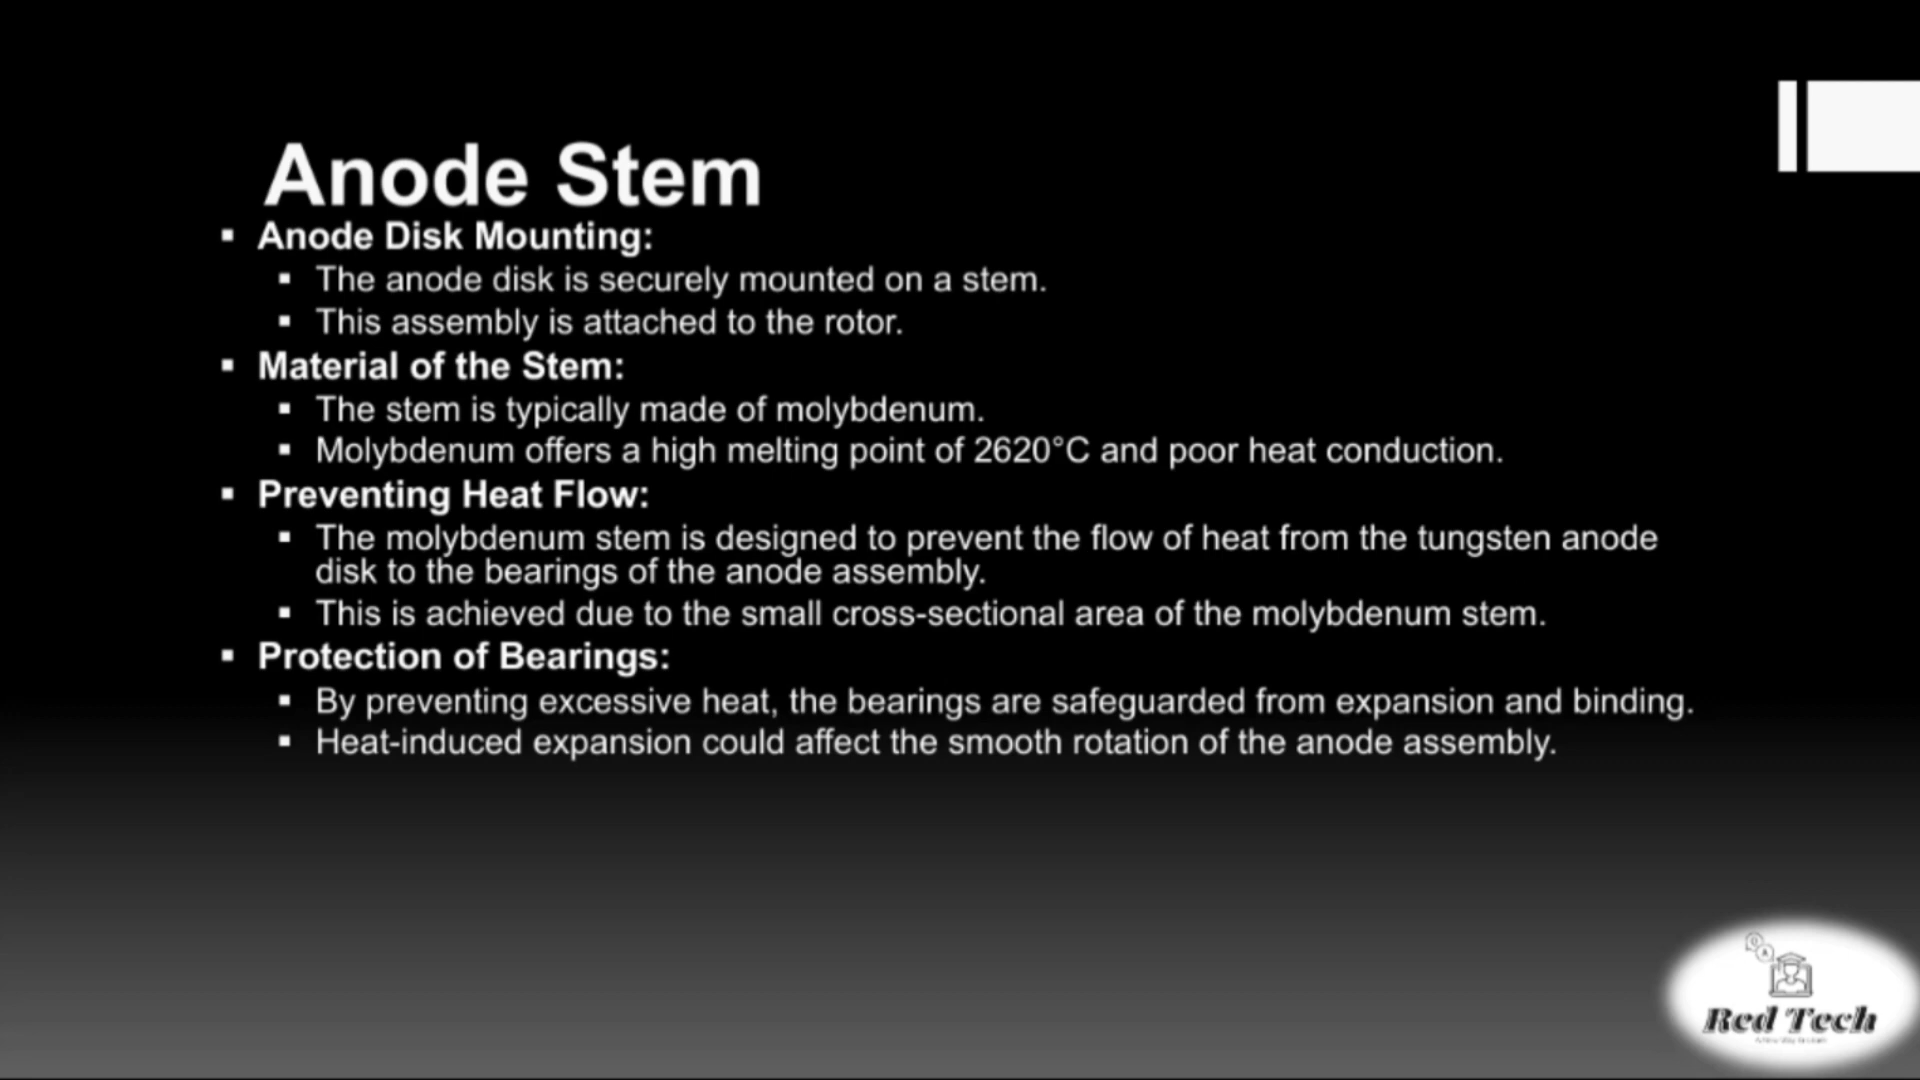 Anode Stem
▪ Anode Disk Mounting:
▪ The anode disk is securely mounted on a stem.
▪ This assembly is attached to the rotor.
▪ Material of the Stem:
▪ The stem is typically made of molybdenum.
▪ Molybdenum offers a high melting point of 2620°C and poor heat conduction.
▪ Preventing Heat Flow:
▪ The molybdenum stem is designed to prevent the flow of heat from the tungsten anode
disk to the bearings of the anode assembly.
▪ This is achieved due to the small cross-sectional area of the molybdenum stem.
▪ Protection of Bearings:
▪ By preventing excessive heat, the bearings are safeguarded from expansion and binding.
▪ Heat-induced expansion could affect the smooth rotation of the anode assembly.
Q
A
Red Tech